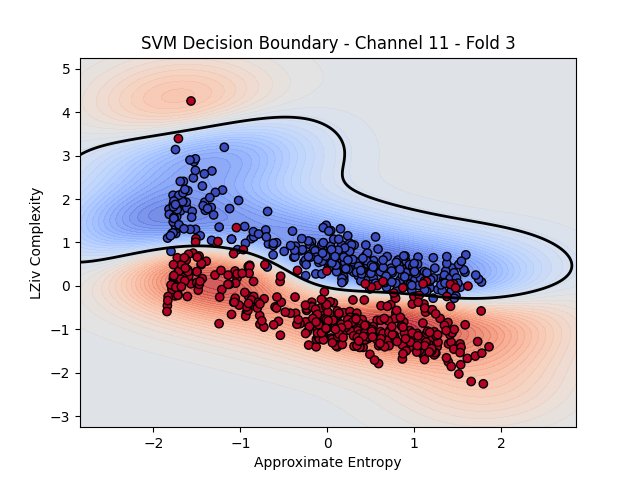 SVM Decision Boundary - Channel 11 - Fold 3
5
4
3
2
1
0
−1
−2
−3
LZiv Complexity
−2 −1 0 1 2
Approximate Entropy